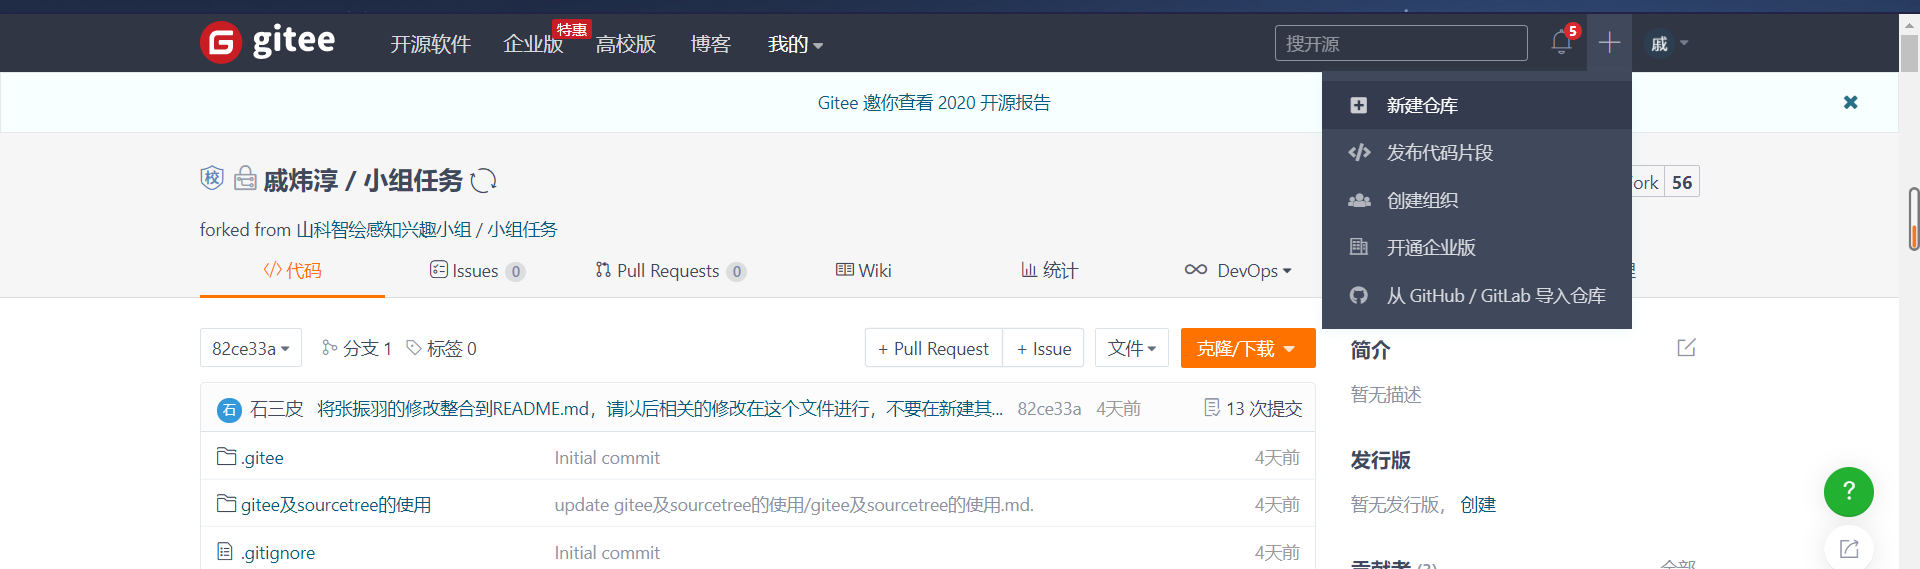 gitee 开源软件 企业版 特惠 高校版 博客 我的 搜开源 5 戚
Gitee 邀你查看 2020 开源报告
新建仓库
发布代码片段
创建组织
开通企业版
从 GitHub / GitLab 导入仓库
校 戚炜淳 / 小组任务
ork 56
forked from 山科智绘感知兴趣小组 / 小组任务
代码 Issues 0 Pull Requests 0 Wiki 统计 DevOps
82ce33a 分支 1 标签 0 + Pull Request + Issue 文件 克隆/下载
石 石三皮 将张振羽的修改整合到README.md，请以后相关的修改在这个文件进行，不要在新建其... 82ce33a 4天前 13 次提交
.gitee Initial commit 4天前
gitee及sourcetree的使用 update gitee及sourcetree的使用/gitee及sourcetree的使用.md. 4天前
.gitignore Initial commit 4天前
简介
暂无描述
发行版
暂无发行版， 创建
?